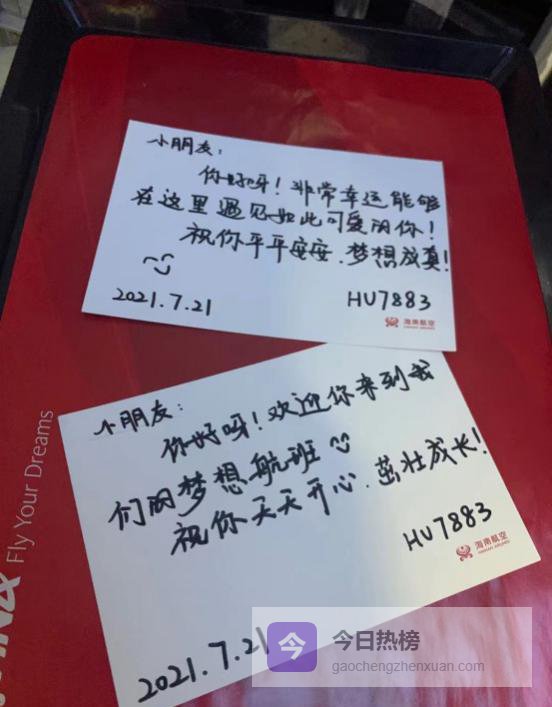 小朋友：
你好呀！非常幸运能够
在这里遇见如此可爱的你！
祝你平平安安、梦想成真！
2021.7.21
HU7883
海南航空
小朋友：
你好呀！欢迎你来到我
们的梦想航班
祝你天天开心、茁壮成长！
HU7883
海南航空
HAINAN AIRLINES
2021.7.21
Fly Your Dreams
今
今日热榜
gaochengzhenxuan.com